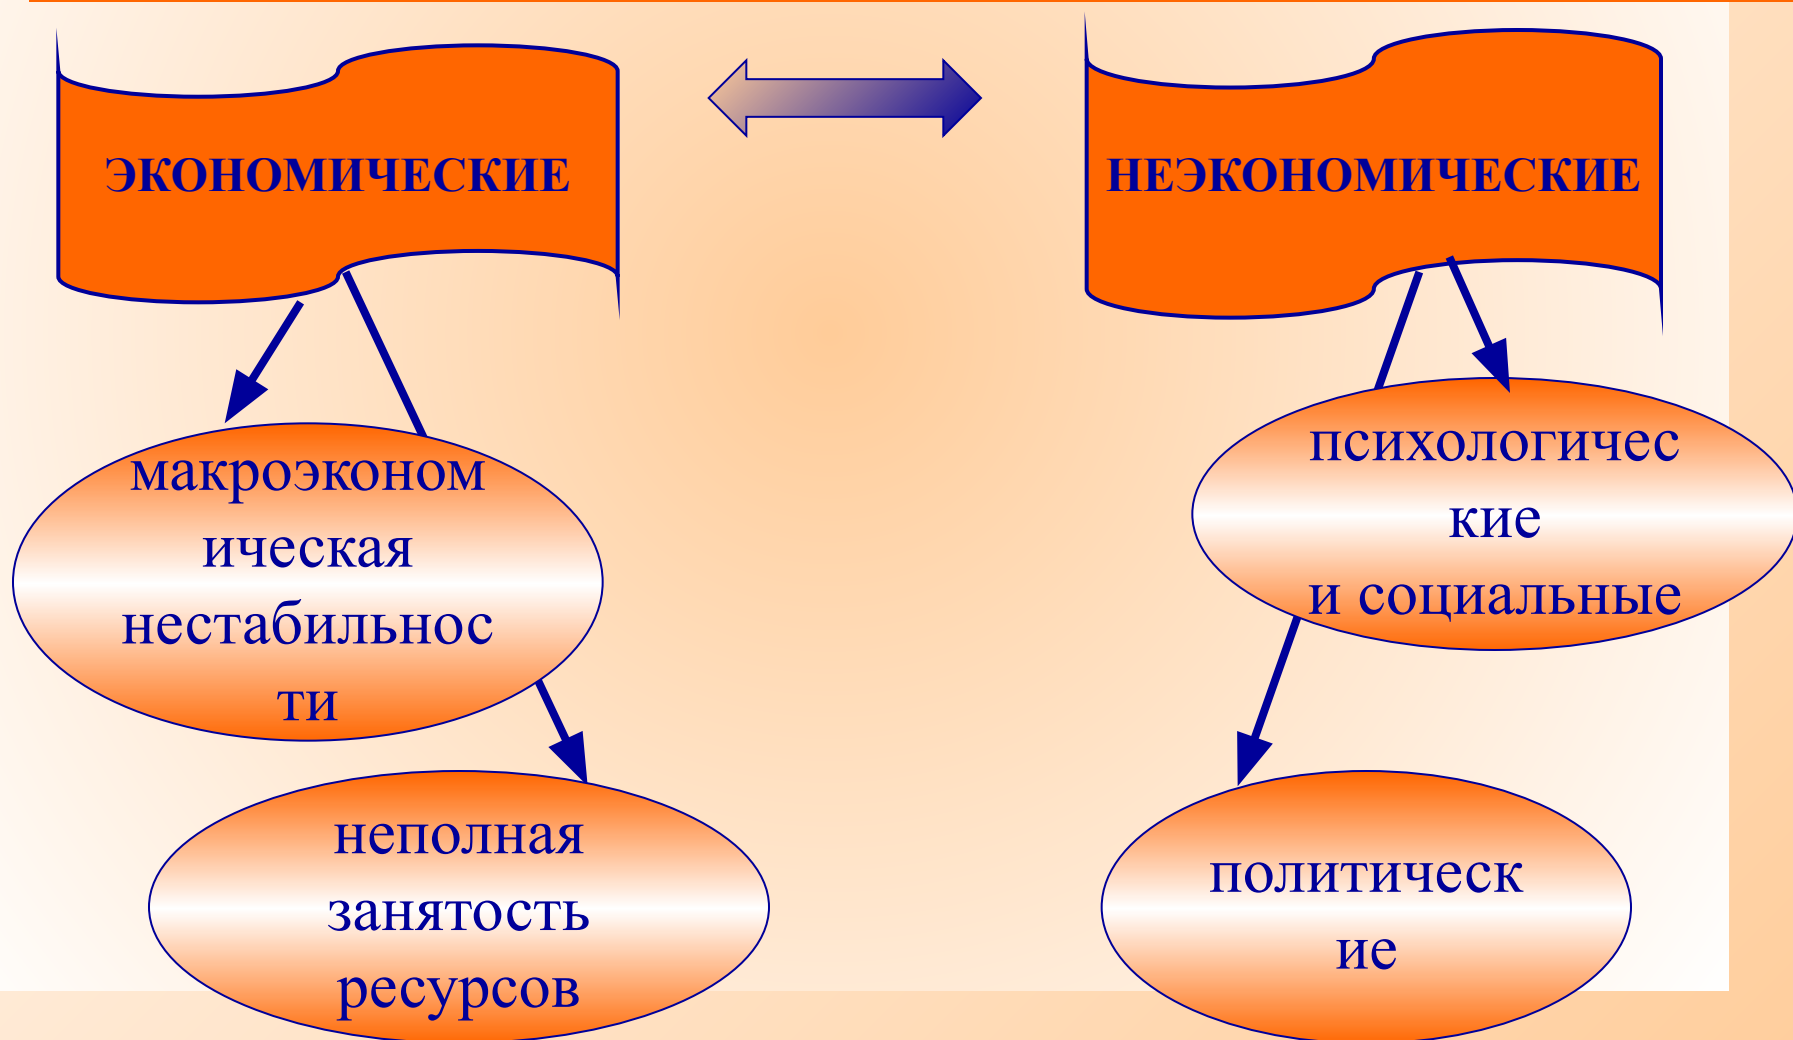 ЭКОНОМИЧЕСКИЕ
НЕЭКОНОМИЧЕСКИЕ
макроэконом
ическая
нестабильнос
ти
психологичес
кие
и социальные
неполная
занятость
ресурсов
политическ
ие